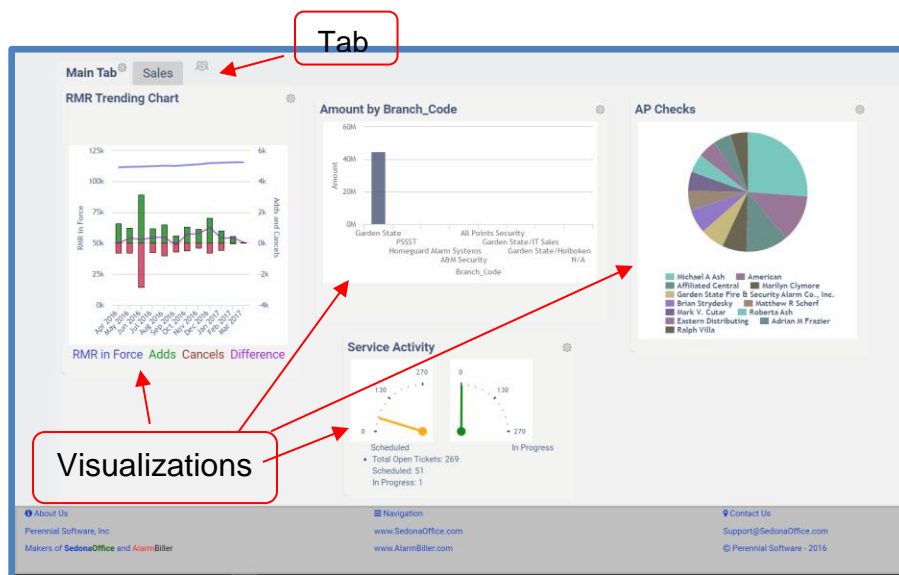 Tab
Main Tab
Sales
RMR Trending Chart
125k
100k
75k
50k
25k
0k
RMR in Force
6k
4k
2k
0k
-2k
-4k
Adds and Cancels
Apr 2016
May 2016
Jun 2016
Jul 2016
Aug 2016
Sep 2016
Oct 2016
Nov 2016
Dec 2016
Jan 2017
Feb 2017
Mar 2017
RMR in Force Adds Cancels Difference
Amount by Branch_Code
60M
40M
20M
0M
Amount
Garden State
All Points Security
PSSST
Garden State/IT Sales
Homeguard Alarm Systems
Garden State/Hoboken
A&M Security
N/A
Branch_Code
AP Checks
Michael A Ash American
Affiliated Central Marilyn Clymore
Garden State Fire & Security Alarm Co., Inc.
Brian Strydesky Matthew R Scherf
Mark V. Cutar Roberta Ash
Eastern Distributing Adrian M Frazier
Ralph Villa
Service Activity
270
130
0
0
130
270
Scheduled
In Progress
• Total Open Tickets: 269
Scheduled: 51
In Progress: 1
Visualizations
About Us
Perennial Software, Inc
Makers of SedonaOffice and AlarmBiller
Navigation
www.SedonaOffice.com
www.AlarmBiller.com
Contact Us
Support@SedonaOffice.com
© Perennial Software - 2016